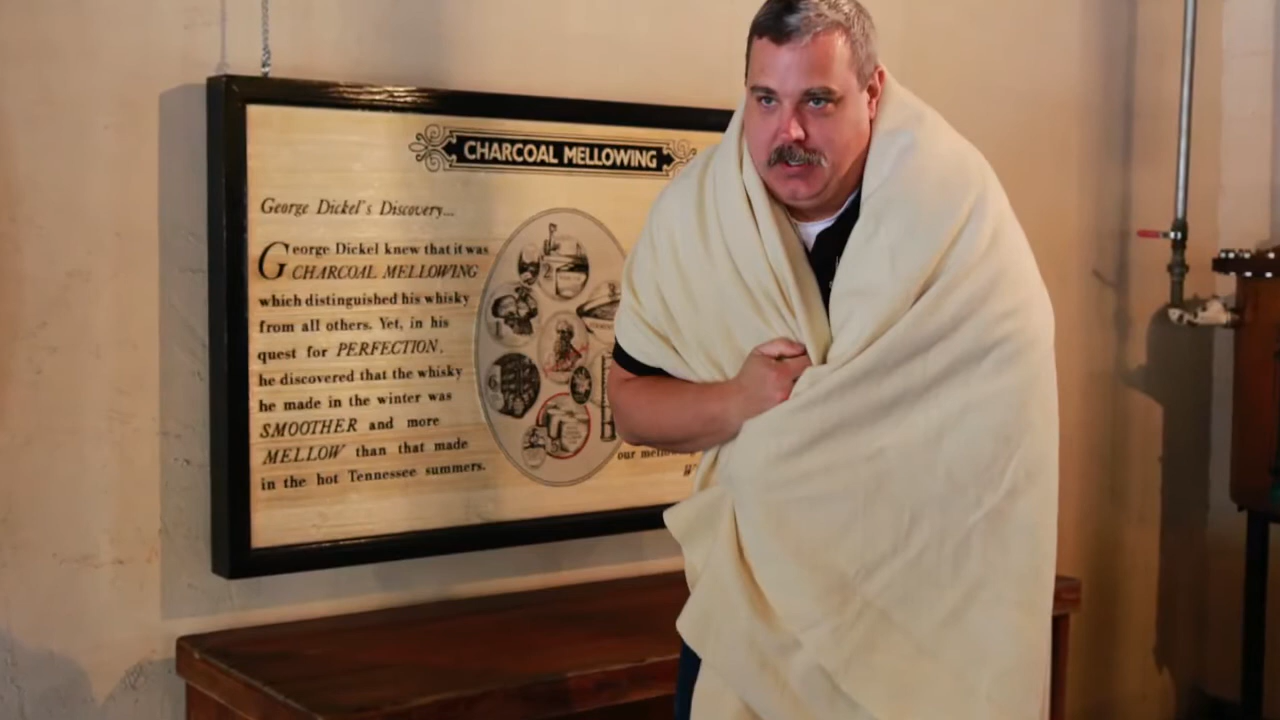 CHARCOAL MELLOWING
George Dickel's Discovery...
George Dickel knew that it was
CHARCOAL MELLOWING
which distinguished his whisky
from all others. Yet, in his
quest for PERFECTION,
he discovered that the whisky
he made in the winter was
SMOOTHER and more
MELLOW than that made
in the hot Tennessee summers.
our